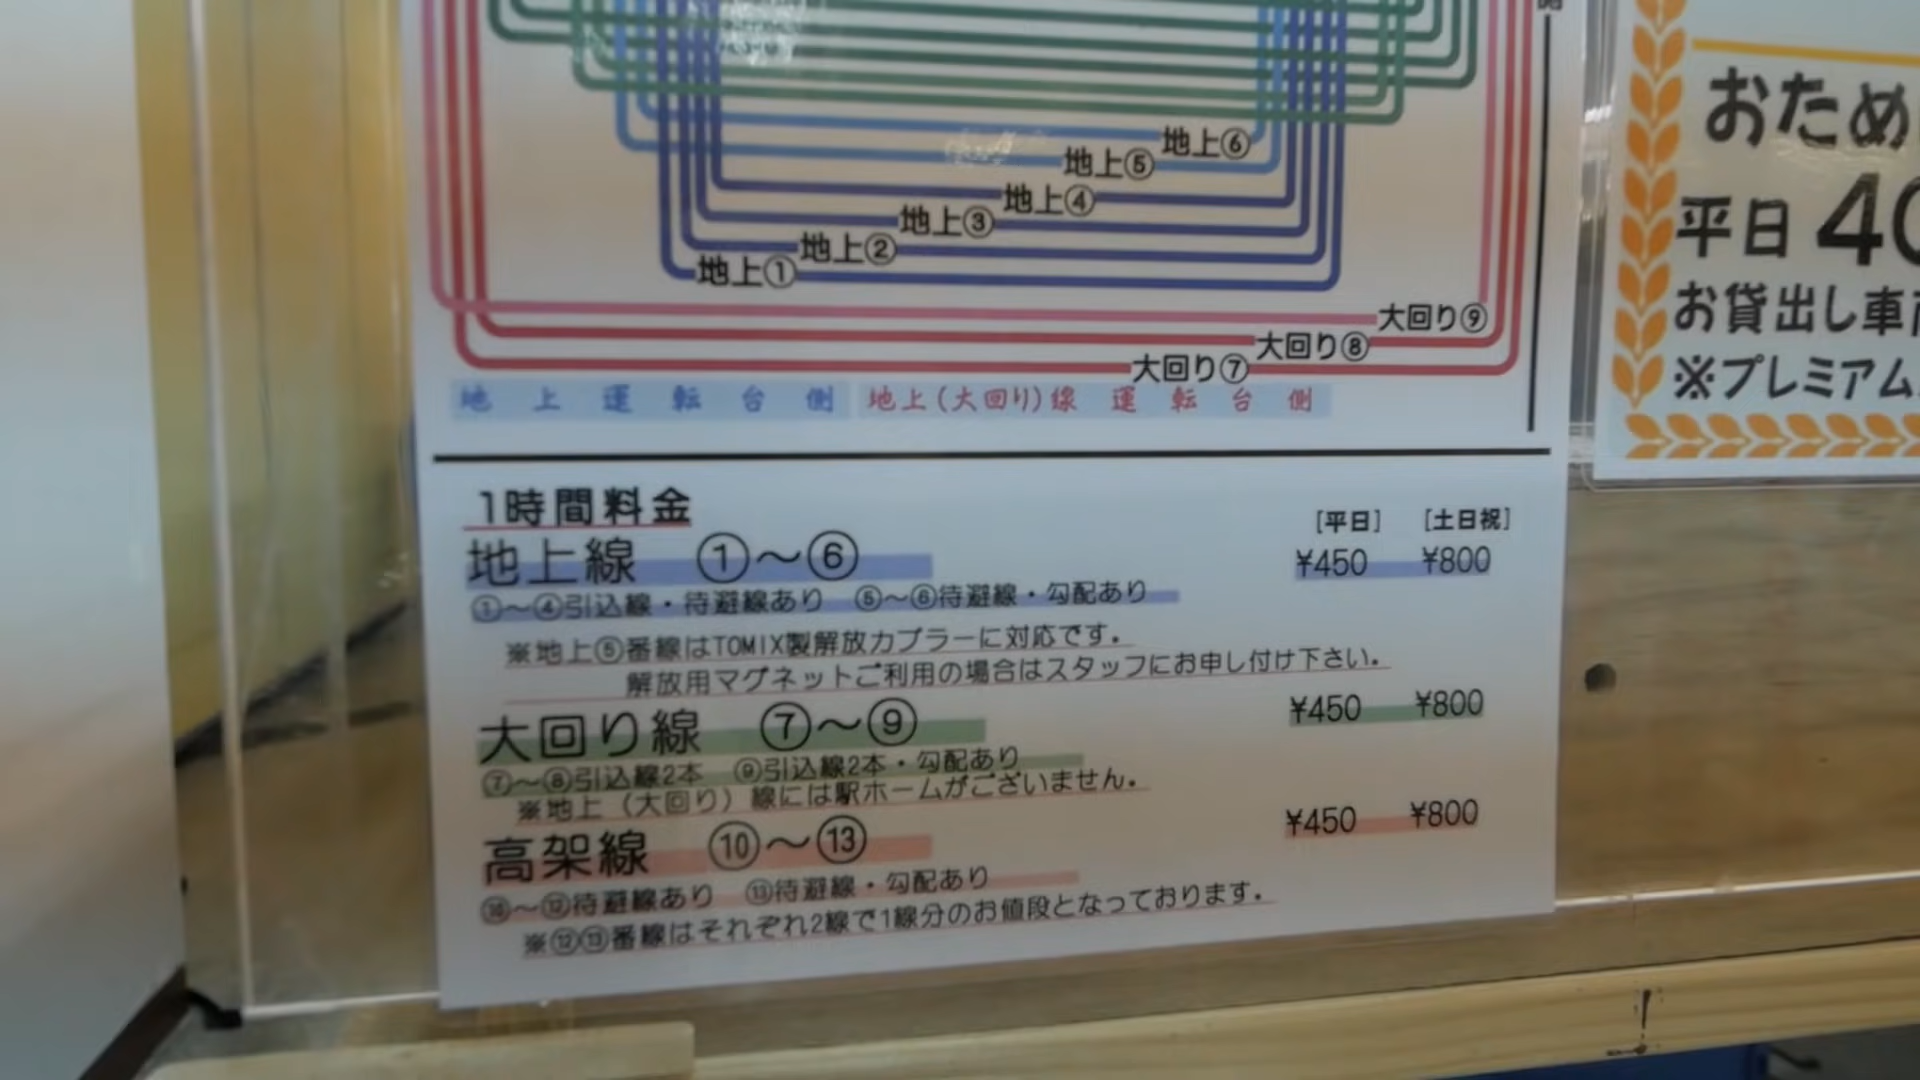 地上⑥
地上⑤
地上④
地上③
地上②
地上①
大回り⑨
大回り⑧
大回り⑦
地上運転台側 地上(大回り)線運転台側
1時間料金
[平日] [土日祝]
地上線 ①〜⑥ ¥450 ¥800
①〜④引込線・待避線あり ⑤〜⑥待避線・勾配あり
※地上⑤番線はTOMIX製解放カプラーに対応です。
解放用マグネットご利用の場合はスタッフにお申し付け下さい。
大回り線 ⑦〜⑨ ¥450 ¥800
⑦〜⑧引込線2本 ⑨引込線2本・勾配あり
※地上（大回り）線には駅ホームがございません。
高架線 ⑩〜⑬ ¥450 ¥800
⑩〜⑫待避線あり ⑬待避線・勾配あり
※⑫⑬番線はそれぞれ2線で1線分のお値段となっております。
おため
平日 40
お貸出し車両
※プレミアム